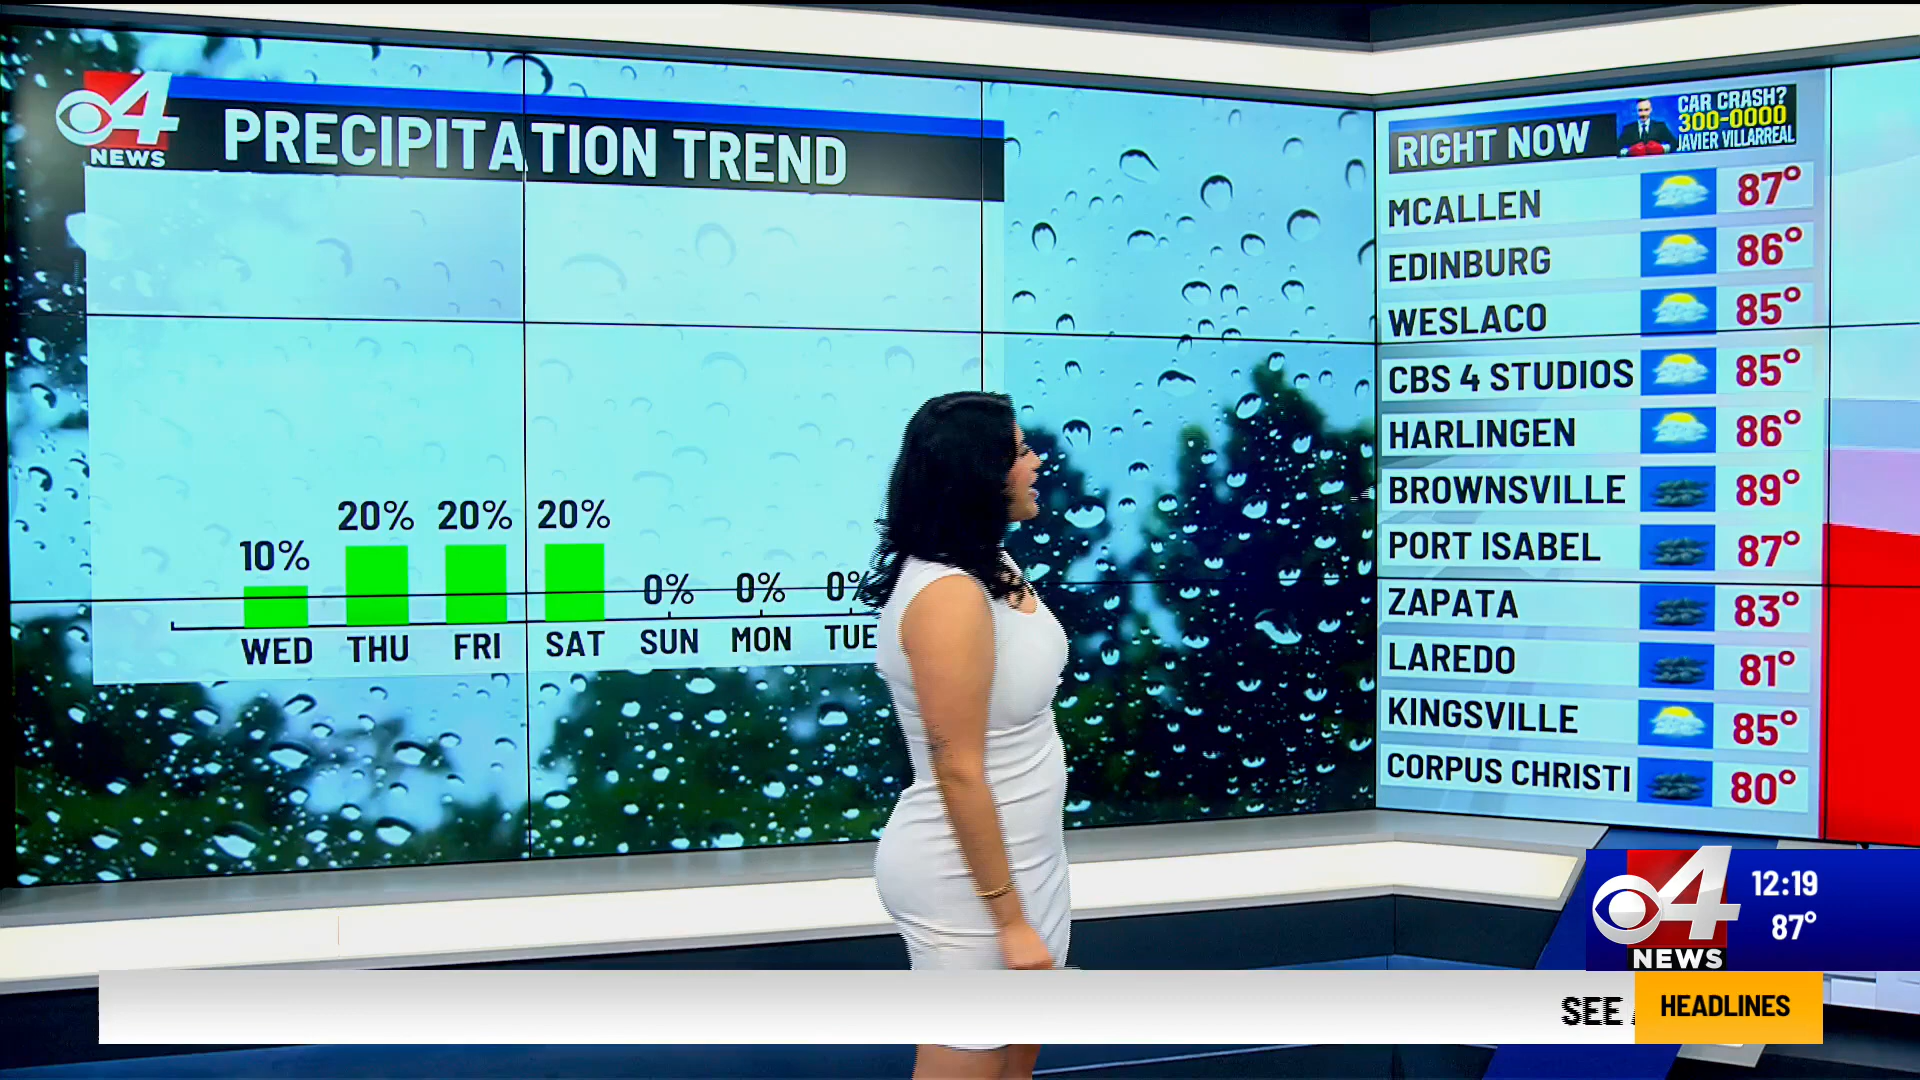 4
NEWS
PRECIPITATION TREND
10%
20%
20%
20%
0%
0%
0%
WED
THU
FRI
SAT
SUN
MON
TUE
RIGHT NOW
CAR CRASH?
300-0000
JAVIER VILLARREAL
MCALLEN 87°
EDINBURG 86°
WESLACO 85°
CBS 4 STUDIOS 85°
HARLINGEN 86°
BROWNSVILLE 89°
PORT ISABEL 87°
ZAPATA 83°
LAREDO 81°
KINGSVILLE 85°
CORPUS CHRISTI 80°
4
NEWS
12:19
87°
SEE
HEADLINES